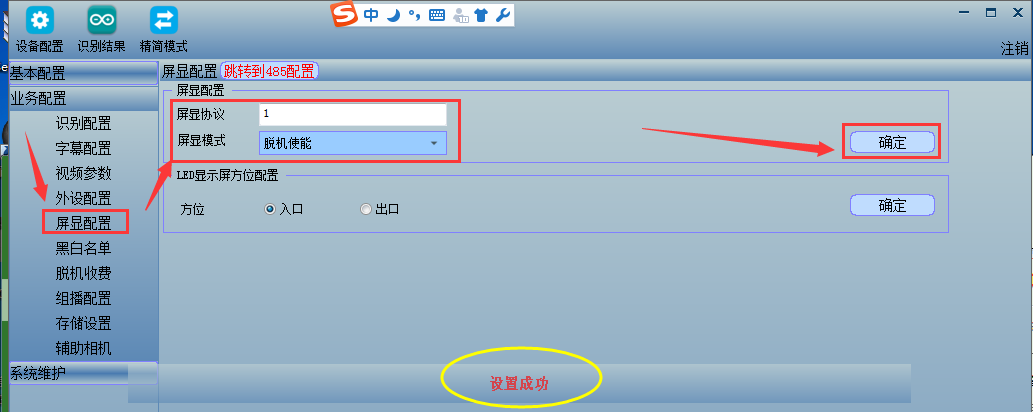 中
设备配置 识别结果 精简模式
注销
基本配置
业务配置
识别配置
字幕配置
视频参数
外设配置
屏显配置
黑白名单
脱机收费
组播配置
存储设置
辅助相机
系统维护
屏显配置 跳转到485配置
屏显配置
屏显协议 1
屏显模式 脱机使能
确定
LED显示屏方位配置
方位 入口 出口
确定
设置成功